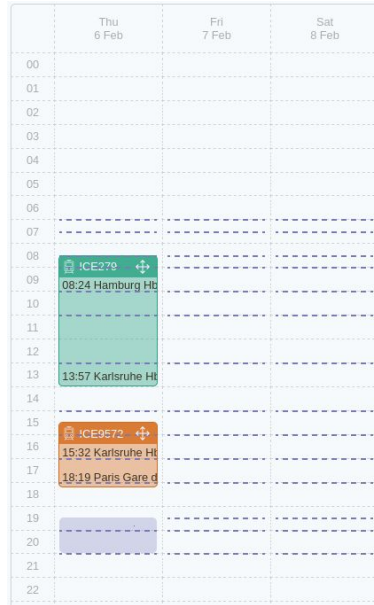 Thu
6 Feb
Fri
7 Feb
Sat
8 Feb
00
01
02
03
04
05
06
07
08
ICE279
09
08:24 Hamburg Hb
10
11
12
13
13:57 Karlsruhe Hb
14
15
ICE9572
16
15:32 Karlsruhe Hb
17
18:19 Paris Gare d
18
19
20
21
22